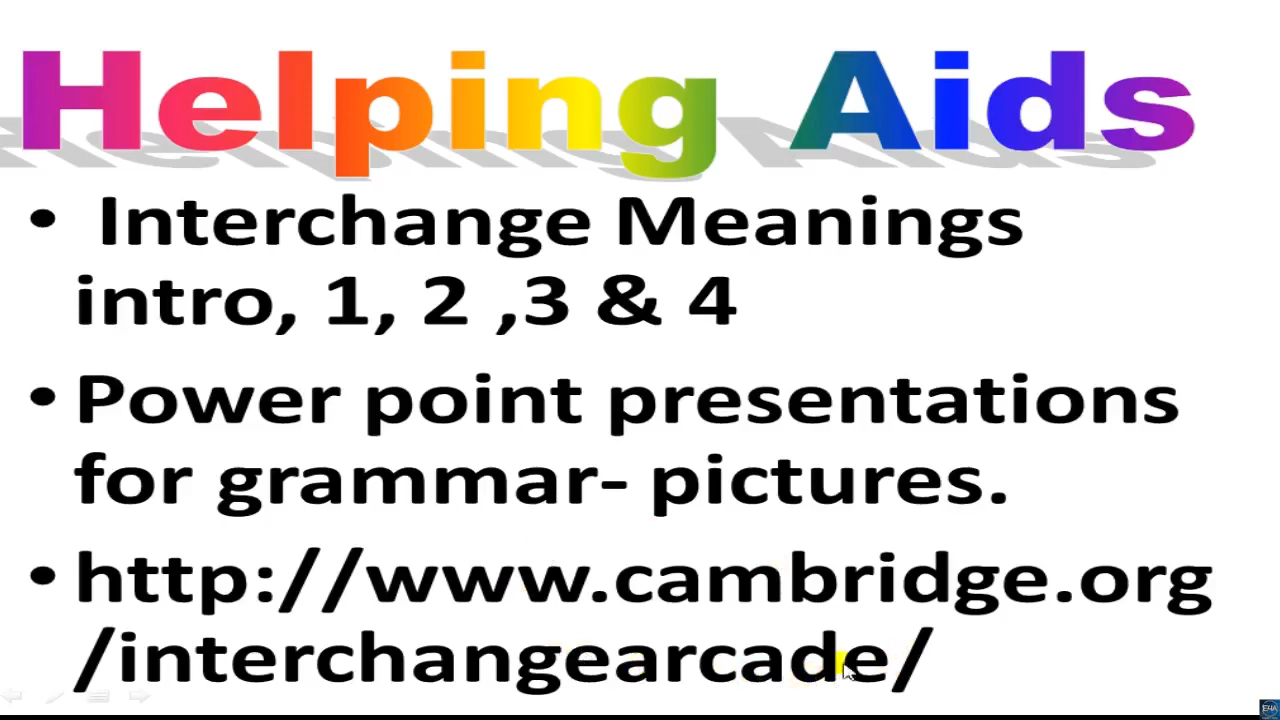 Helping Aids
• Interchange Meanings
intro, 1, 2 ,3 & 4
• Power point presentations
for grammar- pictures.
• http://www.cambridge.org
/interchangearcade/